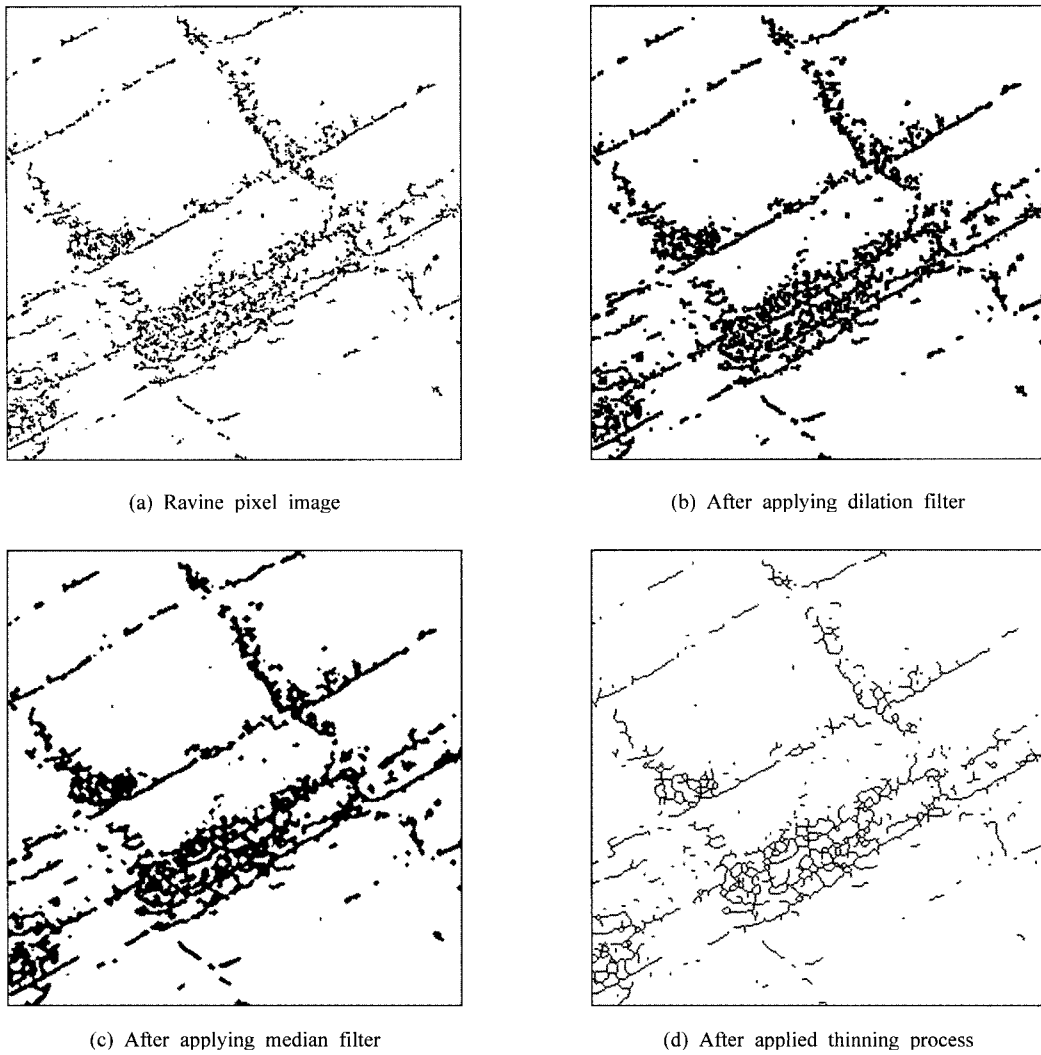 (a) Ravine pixel image
(b) After applying dilation filter
(c) After applying median filter
(d) After applied thinning process